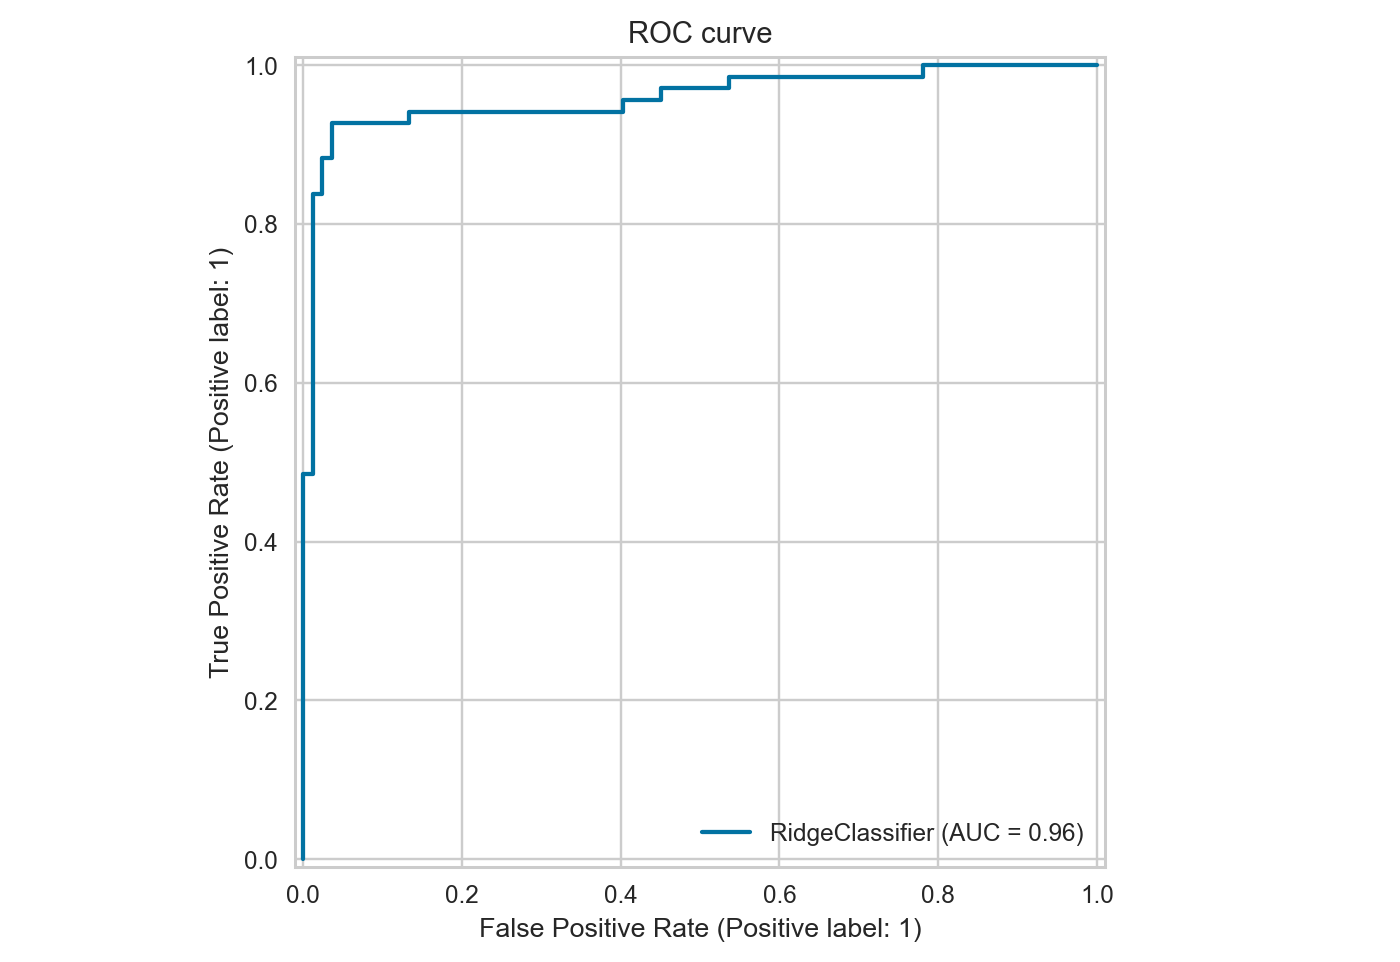 ROC curve
1.0
0.8
0.6
0.4
0.2
0.0
True Positive Rate (Positive label: 1)
RidgeClassifier (AUC = 0.96)
0.0 0.2 0.4 0.6 0.8 1.0
False Positive Rate (Positive label: 1)